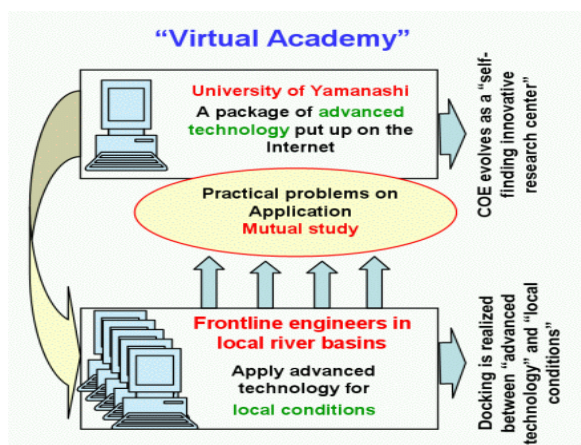 “Virtual Academy”
University of Yamanashi
A package of advanced
technology put up on the
Internet
COE evolves as a “self-
finding innovative
research center”
Practical problems on
Application
Mutual study
Frontline engineers in
local river basins
Apply advanced
technology for
local conditions
Docking is realized
between “advanced
technology” and “local
conditions”